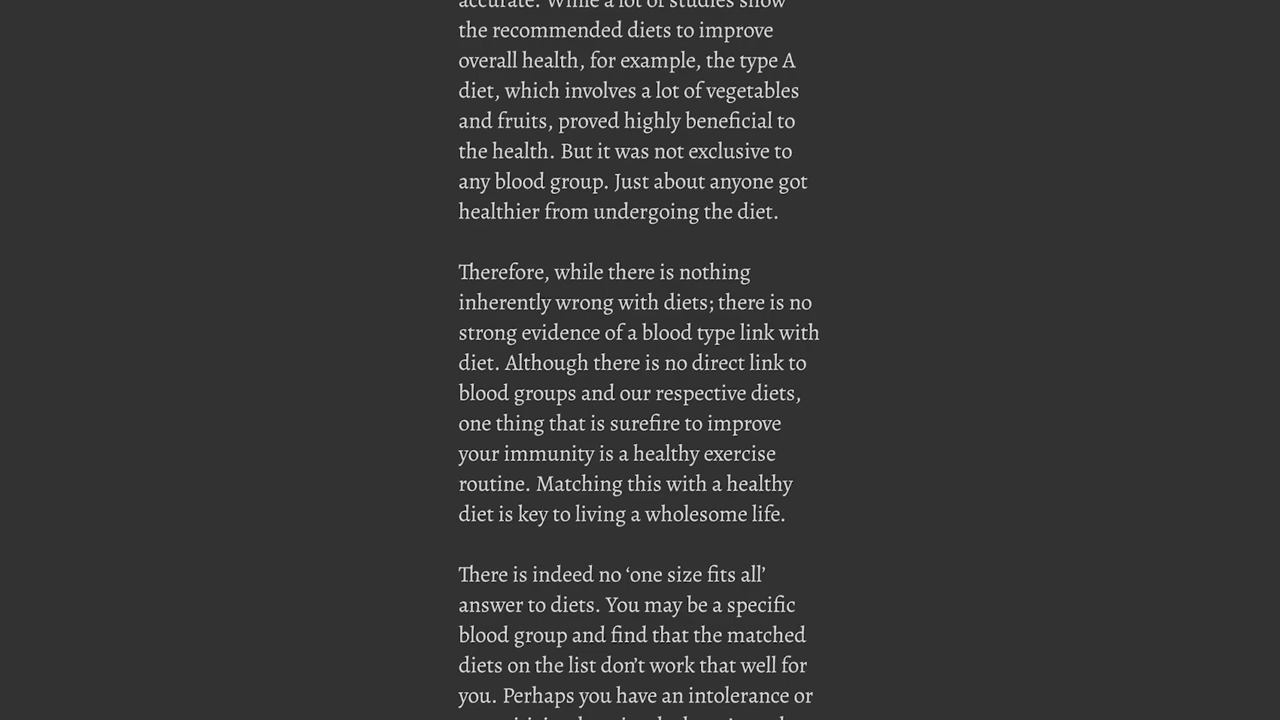 accurate. While a lot of studies show
the recommended diets to improve
overall health, for example, the type A
diet, which involves a lot of vegetables
and fruits, proved highly beneficial to
the health. But it was not exclusive to
any blood group. Just about anyone got
healthier from undergoing the diet.
Therefore, while there is nothing
inherently wrong with diets; there is no
strong evidence of a blood type link with
diet. Although there is no direct link to
blood groups and our respective diets,
one thing that is surefire to improve
your immunity is a healthy exercise
routine. Matching this with a healthy
diet is key to living a wholesome life.
There is indeed no ‘one size fits all’
answer to diets. You may be a specific
blood group and find that the matched
diets on the list don’t work that well for
you. Perhaps you have an intolerance or